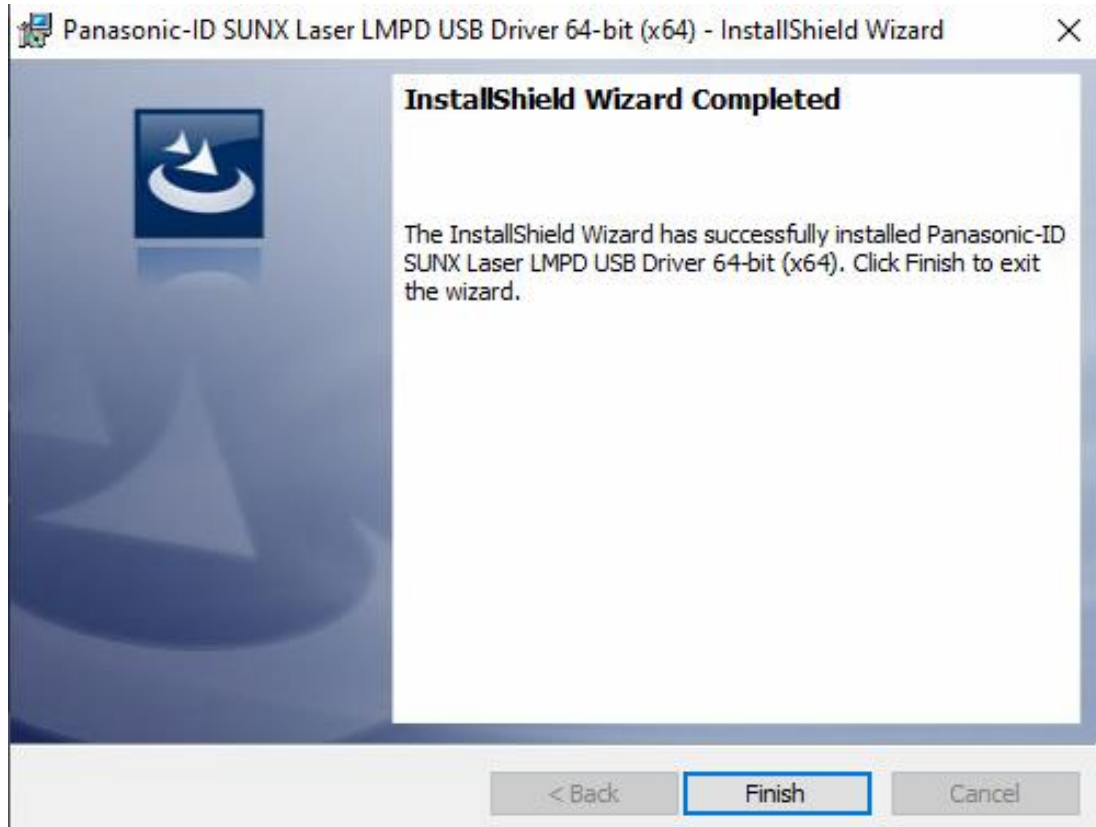 Panasonic-ID SUNX Laser LMPD USB Driver 64-bit (x64) - InstallShield Wizard
InstallShield Wizard Completed
The InstallShield Wizard has successfully installed Panasonic-ID
SUNX Laser LMPD USB Driver 64-bit (x64). Click Finish to exit
the wizard.
< Back
Finish
Cancel